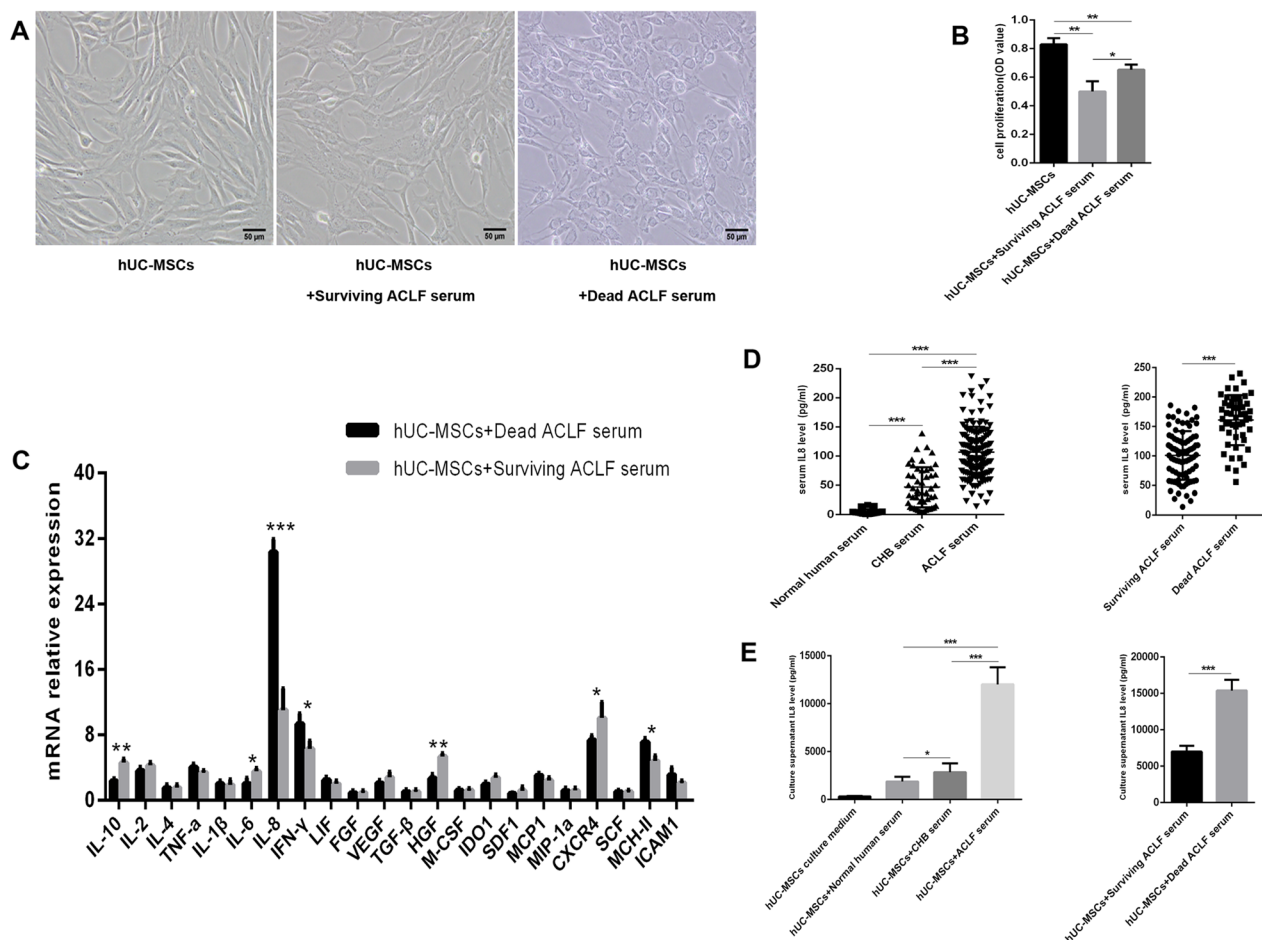 A
50 μm
50 μm
50 μm
hUC-MSCs
hUC-MSCs
+Surviving ACLF serum
hUC-MSCs
+Dead ACLF serum
B
cell proliferation(OD value)
1.0
0.8
0.6
0.4
0.2
0.0
**
**
*
hUC-MSCs
hUC-MSCs+Surviving ACLF serum
hUC-MSCs+Dead ACLF serum
C
hUC-MSCs+Dead ACLF serum
hUC-MSCs+Surviving ACLF serum
mRNA relative expression
40
32
24
16
8
0
**
*
***
*
**
*
*
IL-10
IL-2
IL-4
TNF-a
IL-1β
IL-6
IL-8
IFN-γ
LIF
FGF
VEGF
TGF-β
HGF
M-CSF
IDO1
SDF1
MCP1
MIP-1a
CXCR4
SCF
MCH-II
ICAM1
D
serum IL8 level (pg/ml)
250
200
150
100
50
0
***
***
***
Normal human serum
CHB serum
ACLF serum
serum IL8 level (pg/ml)
250
200
150
100
50
0
***
Surviving ACLF serum
Dead ACLF serum
E
Culture supernatant IL8 level (pg/ml)
15000
10000
5000
0
***
***
*
hUC-MSCs culture medium
hUC-MSCs+Normal human serum
hUC-MSCs+CHB serum
hUC-MSCs+ACLF serum
Culture supernatant IL8 level (pg/ml)
20000
15000
10000
5000
0
***
hUC-MSCs+Surviving ACLF serum
hUC-MSCs+Dead ACLF serum